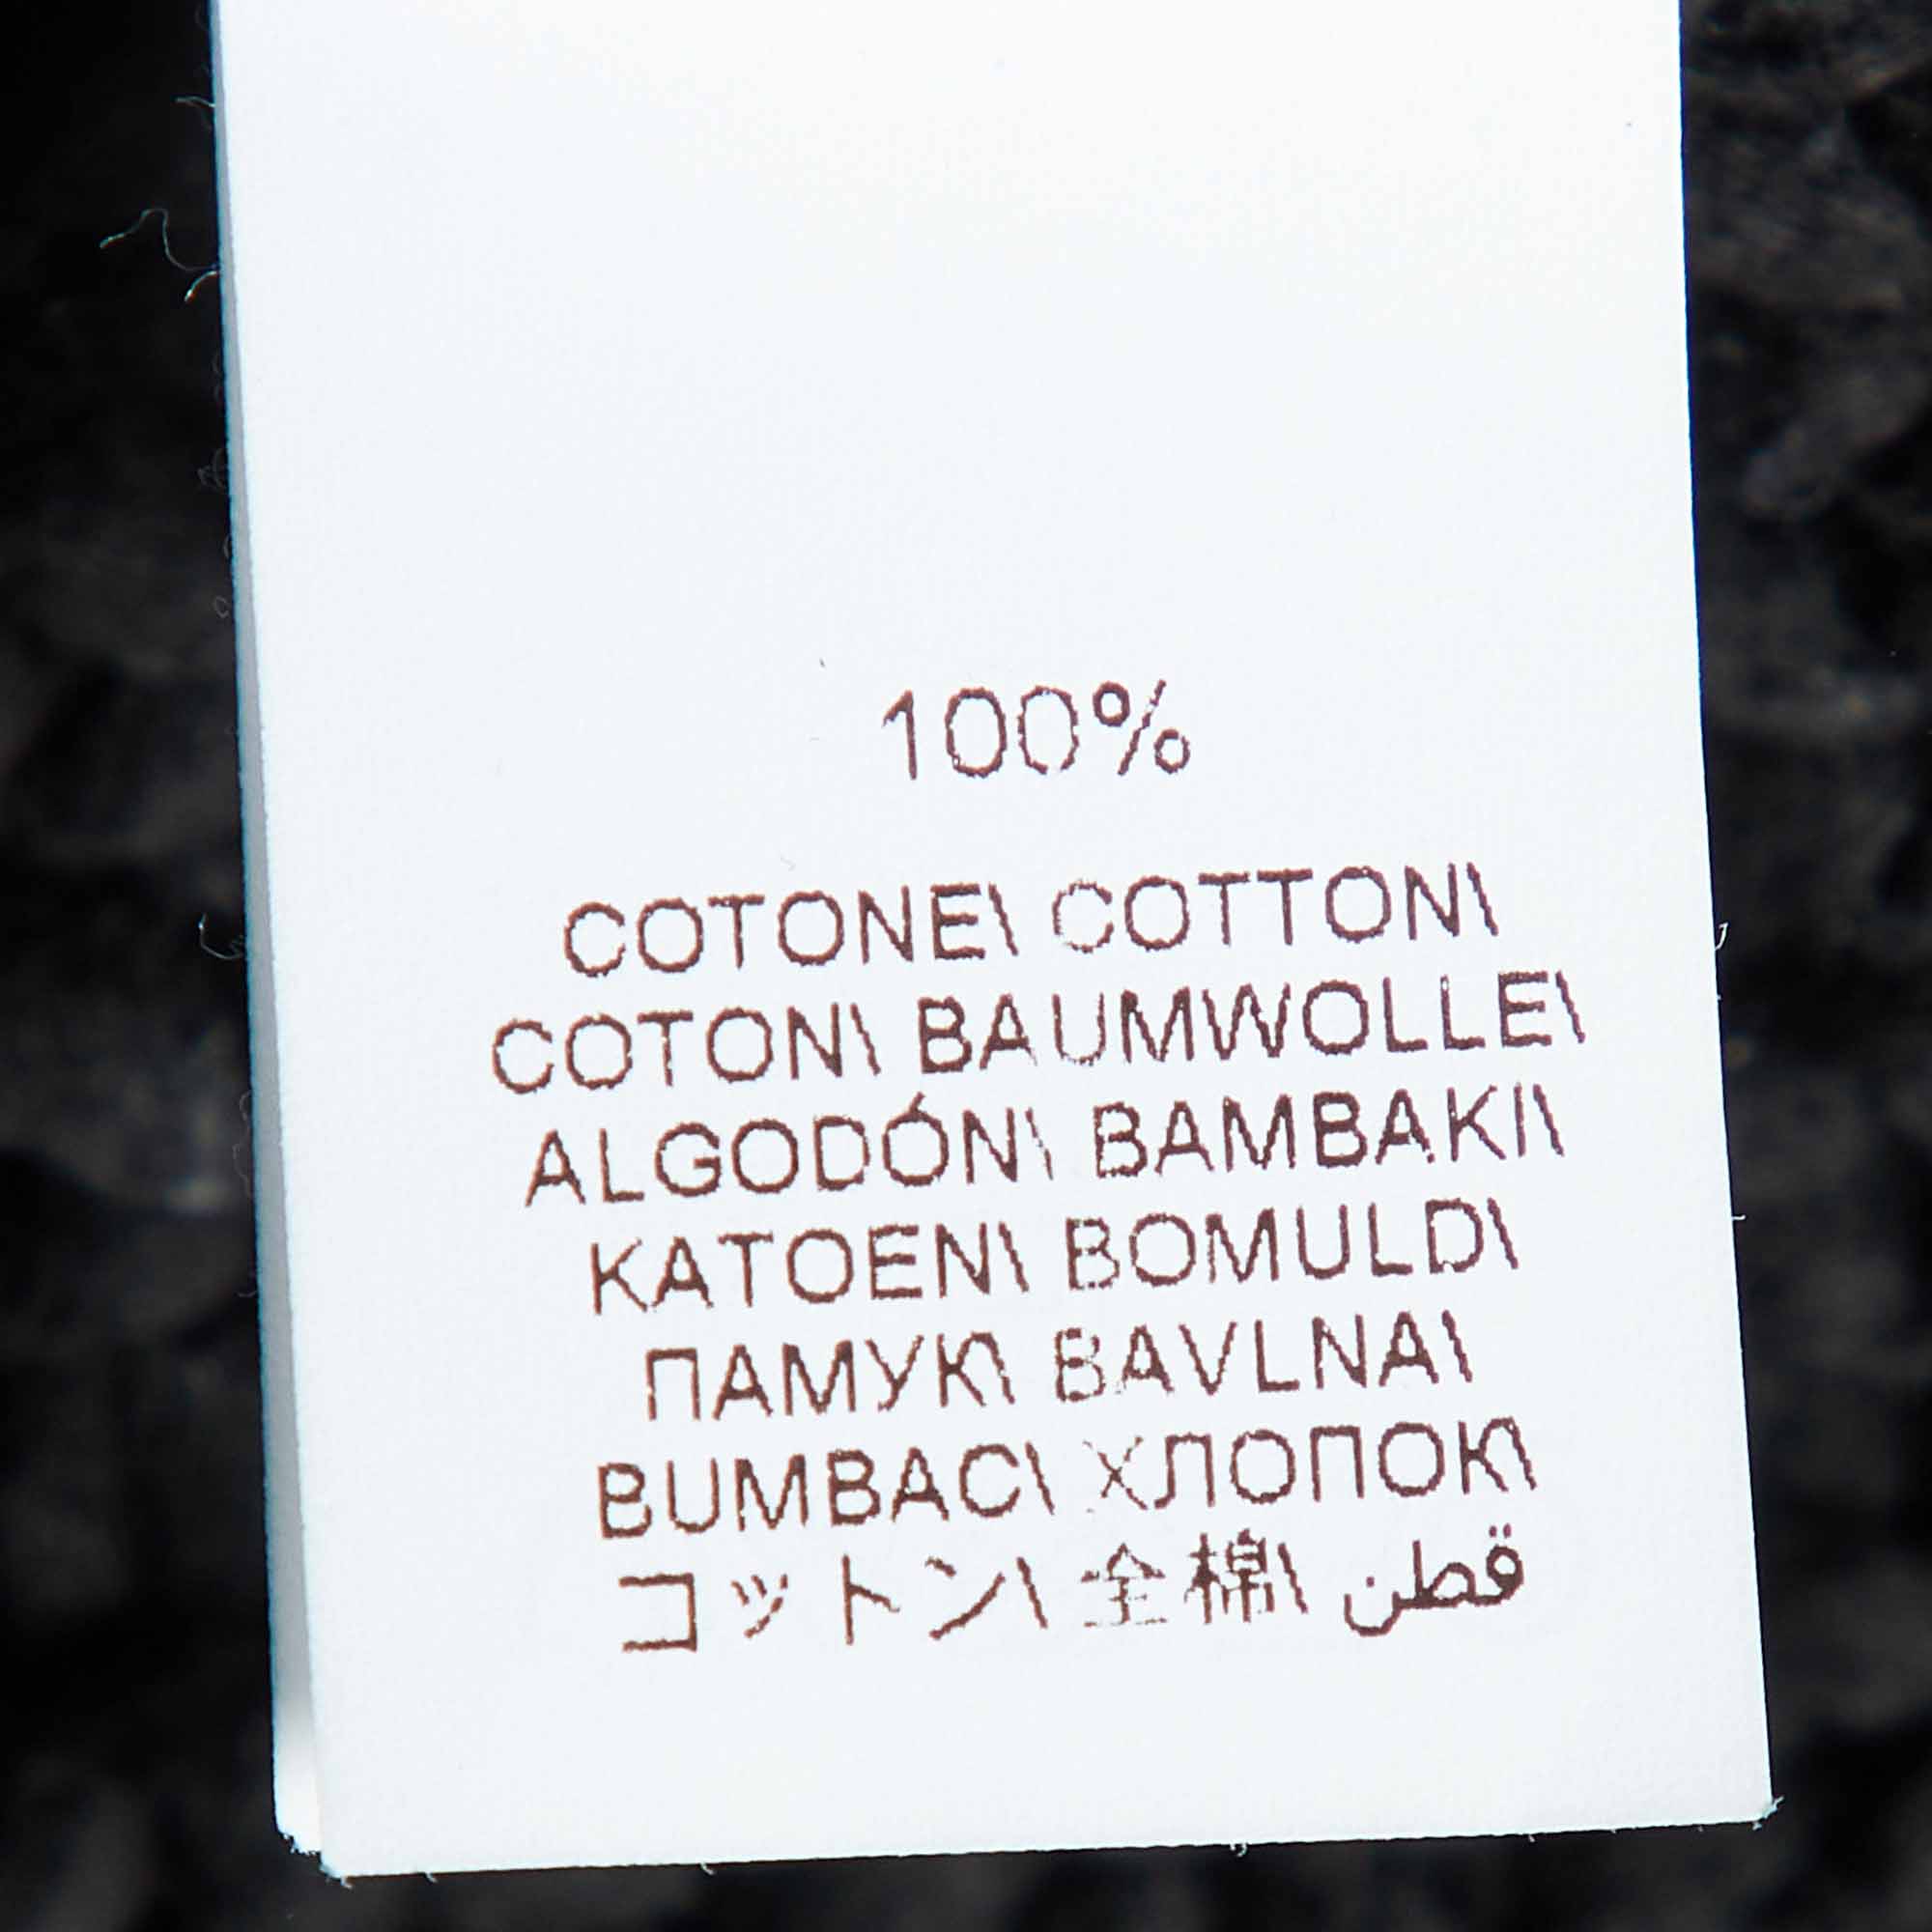 100%
COTONE\ COTTON\
COTON\ BAUMWOLLE\
ALGODÓN\ BAMBAKI\
KATOEN\ BOMULD\
ПАМУК\ BAVLNA\
BUMBAC\ ХЛОПОК\
コットン\ 全棉\ قطن